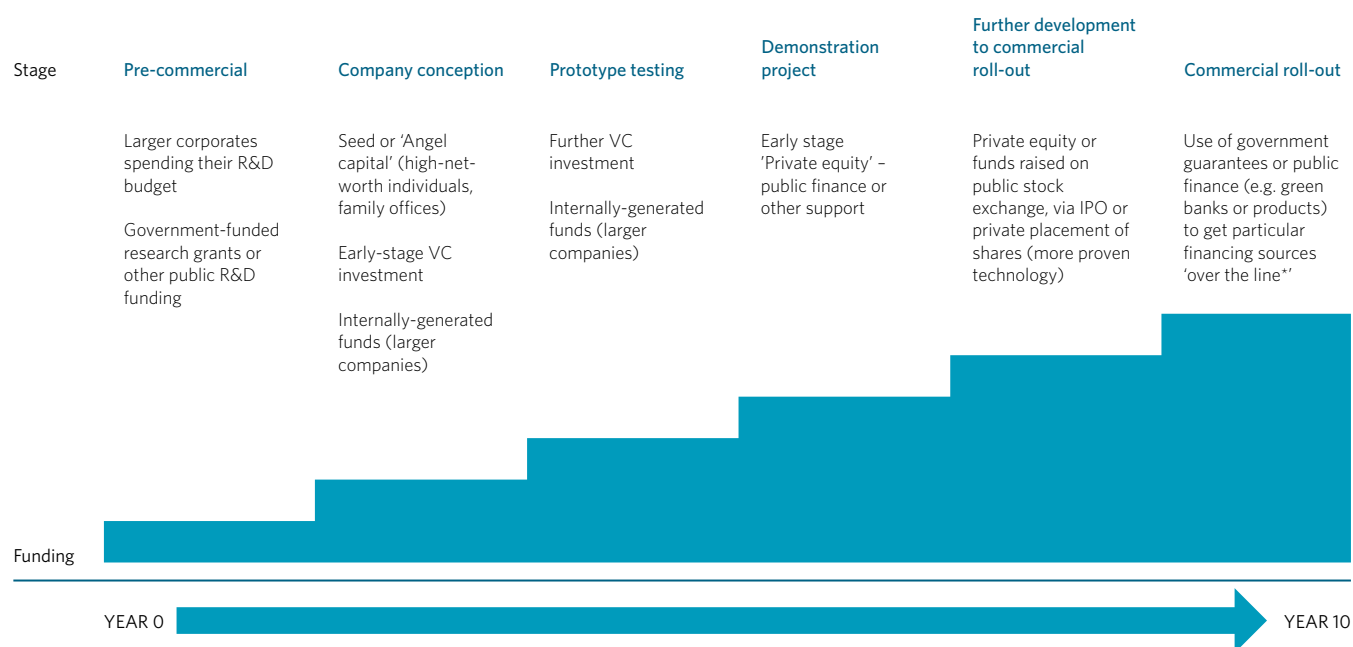 Stage
Pre-commercial
Larger corporates
spending their R&D
budget
Government-funded
research grants or
other public R&D
funding
Company conception
Seed or ‘Angel
capital’ (high-net-
worth individuals,
family offices)
Early-stage VC
investment
Internally-generated
funds (larger
companies)
Prototype testing
Further VC
investment
Internally-generated
funds (larger
companies)
Demonstration
project
Early stage
’Private equity’ –
public finance or
other support
Further development
to commercial
roll-out
Private equity or
funds raised on
public stock
exchange, via IPO or
private placement of
shares (more proven
technology)
Commercial roll-out
Use of government
guarantees or public
finance (e.g. green
banks or products)
to get particular
financing sources
‘over the line*’
Funding
YEAR 0
YEAR 10